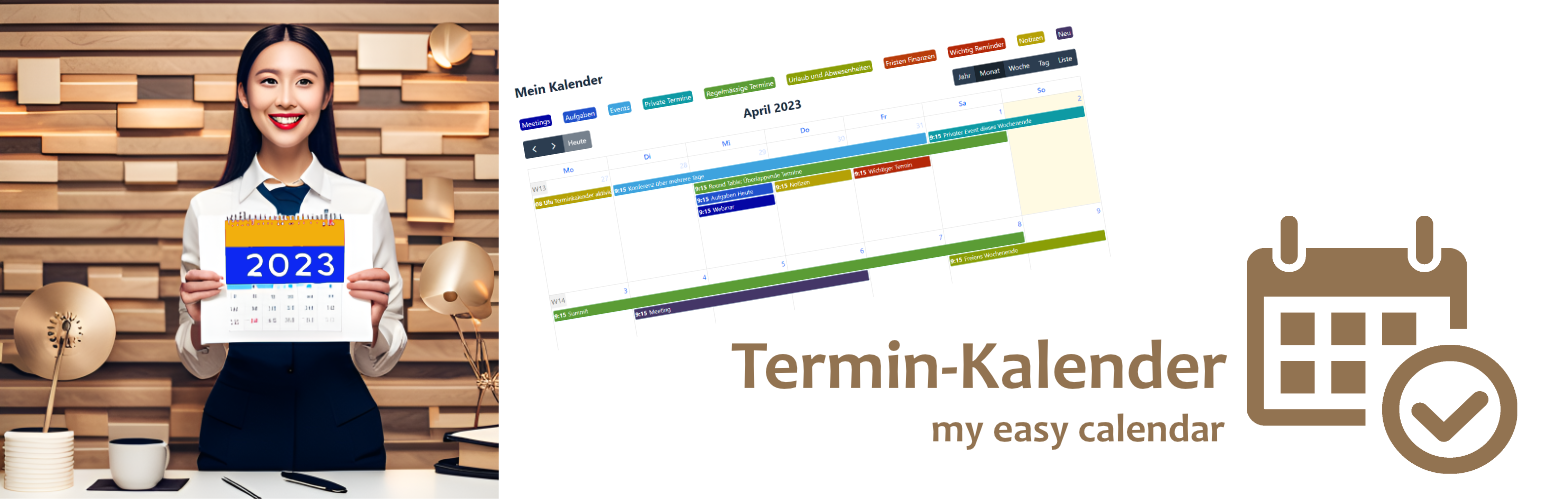 2023
Mein Kalender
Meetings Aufgaben Events Private Termine Regelmässige Termine Urlaub und Abwesenheiten Fristen Finanzen Wichtig Reminder Notizen Neu
Heute
April 2023
Jahr Monat Woche Tag Liste
Mo Di Mi Do Fr Sa So
W13 27 28 29 30 31 1 2
00 Uhr Terminkalender aktiv
9:15 Konferenz über mehrere Tage
9:15 Privater Event dieses Wochenende
9:15 Round Table: Überlappende Termine
9:15 Aufgaben Heute
9:15 Notizen
9:15 Wichtiger Termin
9:15 Webinar
W14 3 4 5 6 7 8 9
9:15 Summit
9:15 Meeting
9:15 Freies Wochenende
Termin-Kalender
my easy calendar